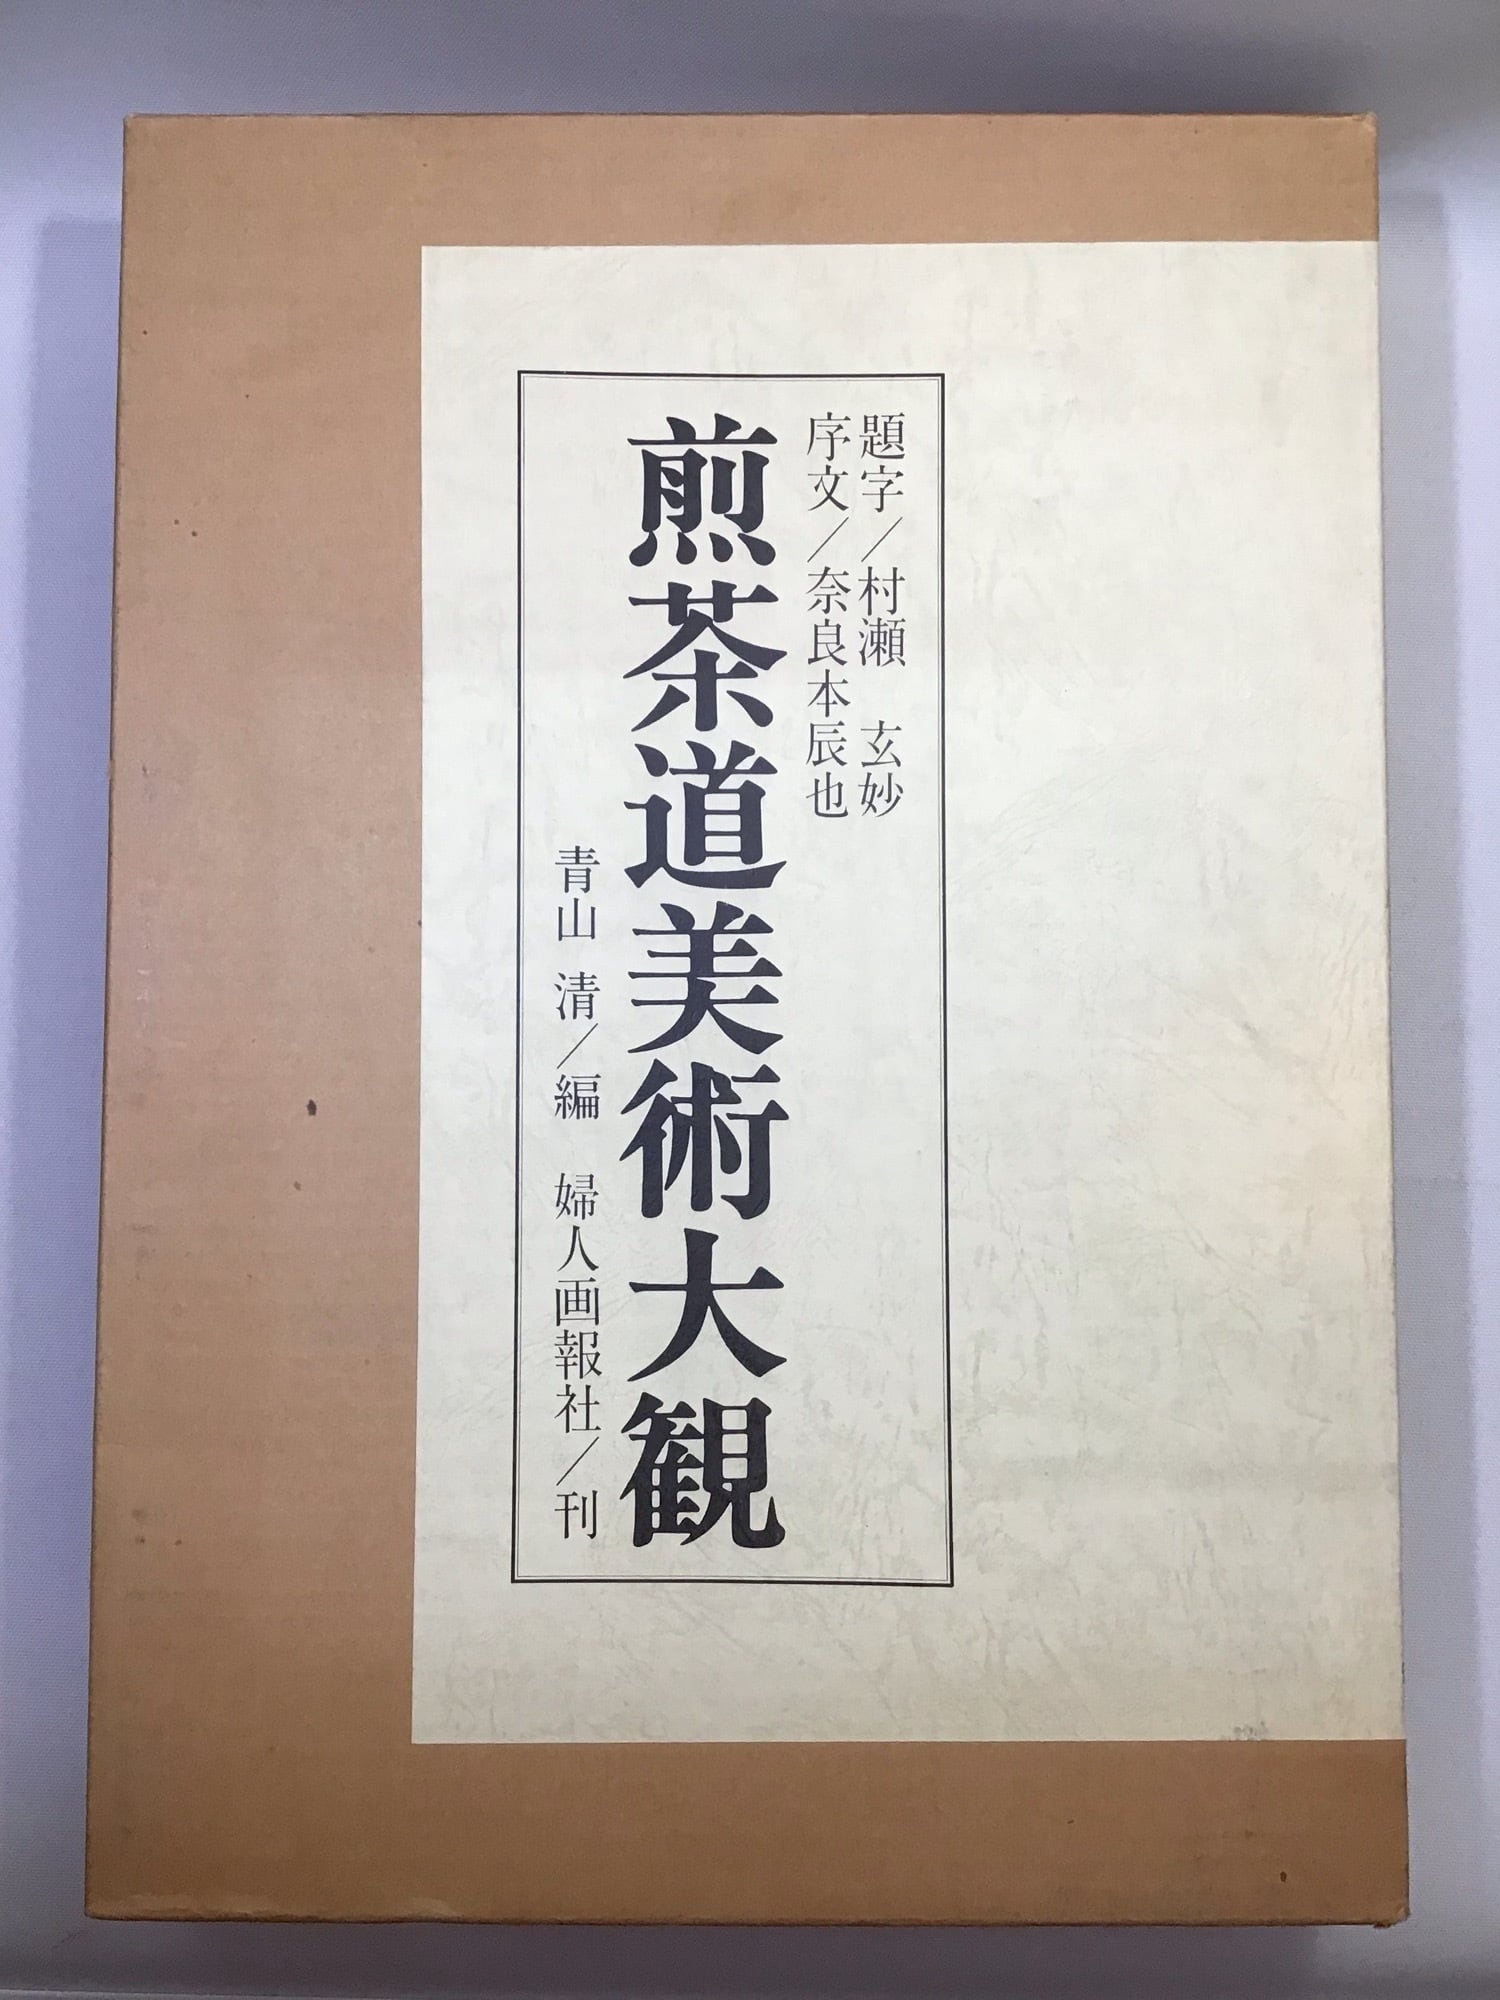 題字／村瀬　玄妙
序文／奈良本辰也
煎茶道美術大観
青山　清／編　婦人画報社／刊